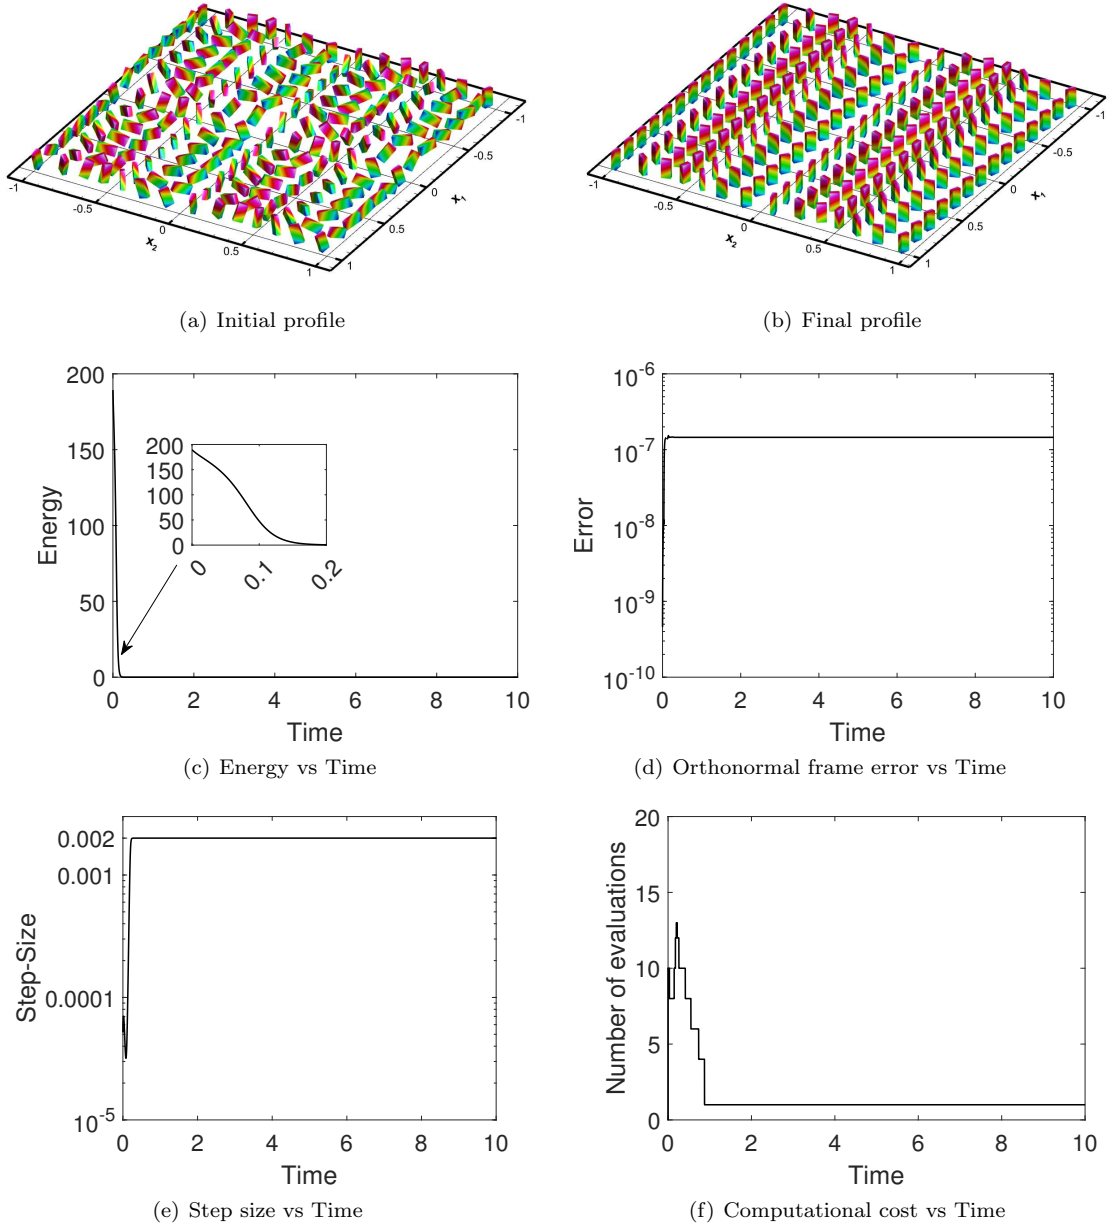 -1
-0.5
0
0.5
1
x₂
-1
-0.5
0
0.5
1
x₁
(a) Initial profile
-1
-0.5
0
0.5
1
x₂
-1
-0.5
0
0.5
1
x₁
(b) Final profile
200
150
100
50
0
Energy
200
150
100
50
0
0
0.1
0.2
0 2 4 6 8 10
Time
(c) Energy vs Time
10⁻⁶
10⁻⁷
10⁻⁸
10⁻⁹
10⁻¹⁰
Error
0 2 4 6 8 10
Time
(d) Orthonormal frame error vs Time
0.002
0.001
0.0001
10⁻⁵
Step-Size
0 2 4 6 8 10
Time
(e) Step size vs Time
20
15
10
5
0
Number of evaluations
0 2 4 6 8 10
Time
(f) Computational cost vs Time